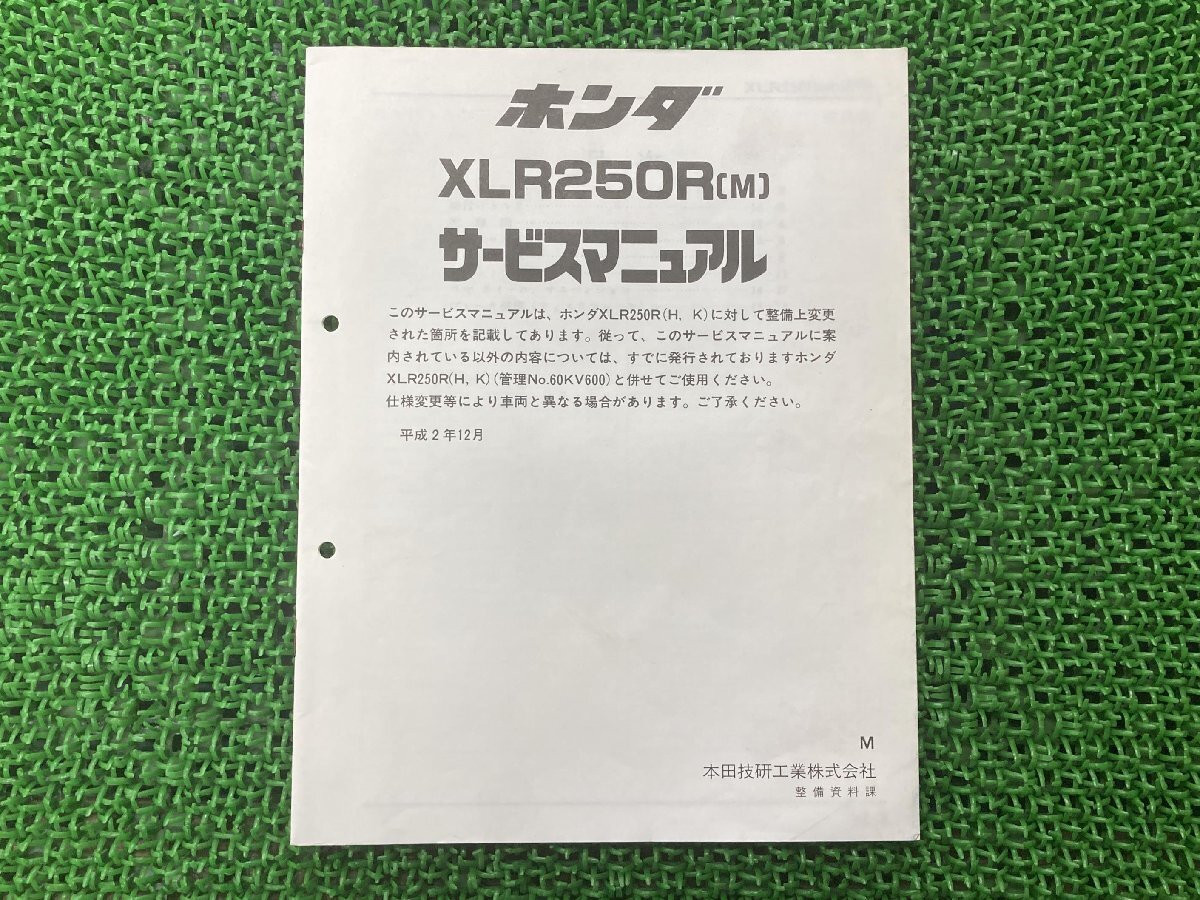 ホンダ
XLR250R(M)
サービスマニュアル
このサービスマニュアルは、ホンダXLR250R(H, K)に対して整備上変更
された箇所を記載してあります。従って、このサービスマニュアルに案
内されている以外の内容については、すでに発行されておりますホンダ
XLR250R(H, K)(管理No.60KV600)と併せてご使用ください。
仕様変更等により車両と異なる場合があります。ご了承ください。
平成2年12月
M
本田技研工業株式会社
整備資料課